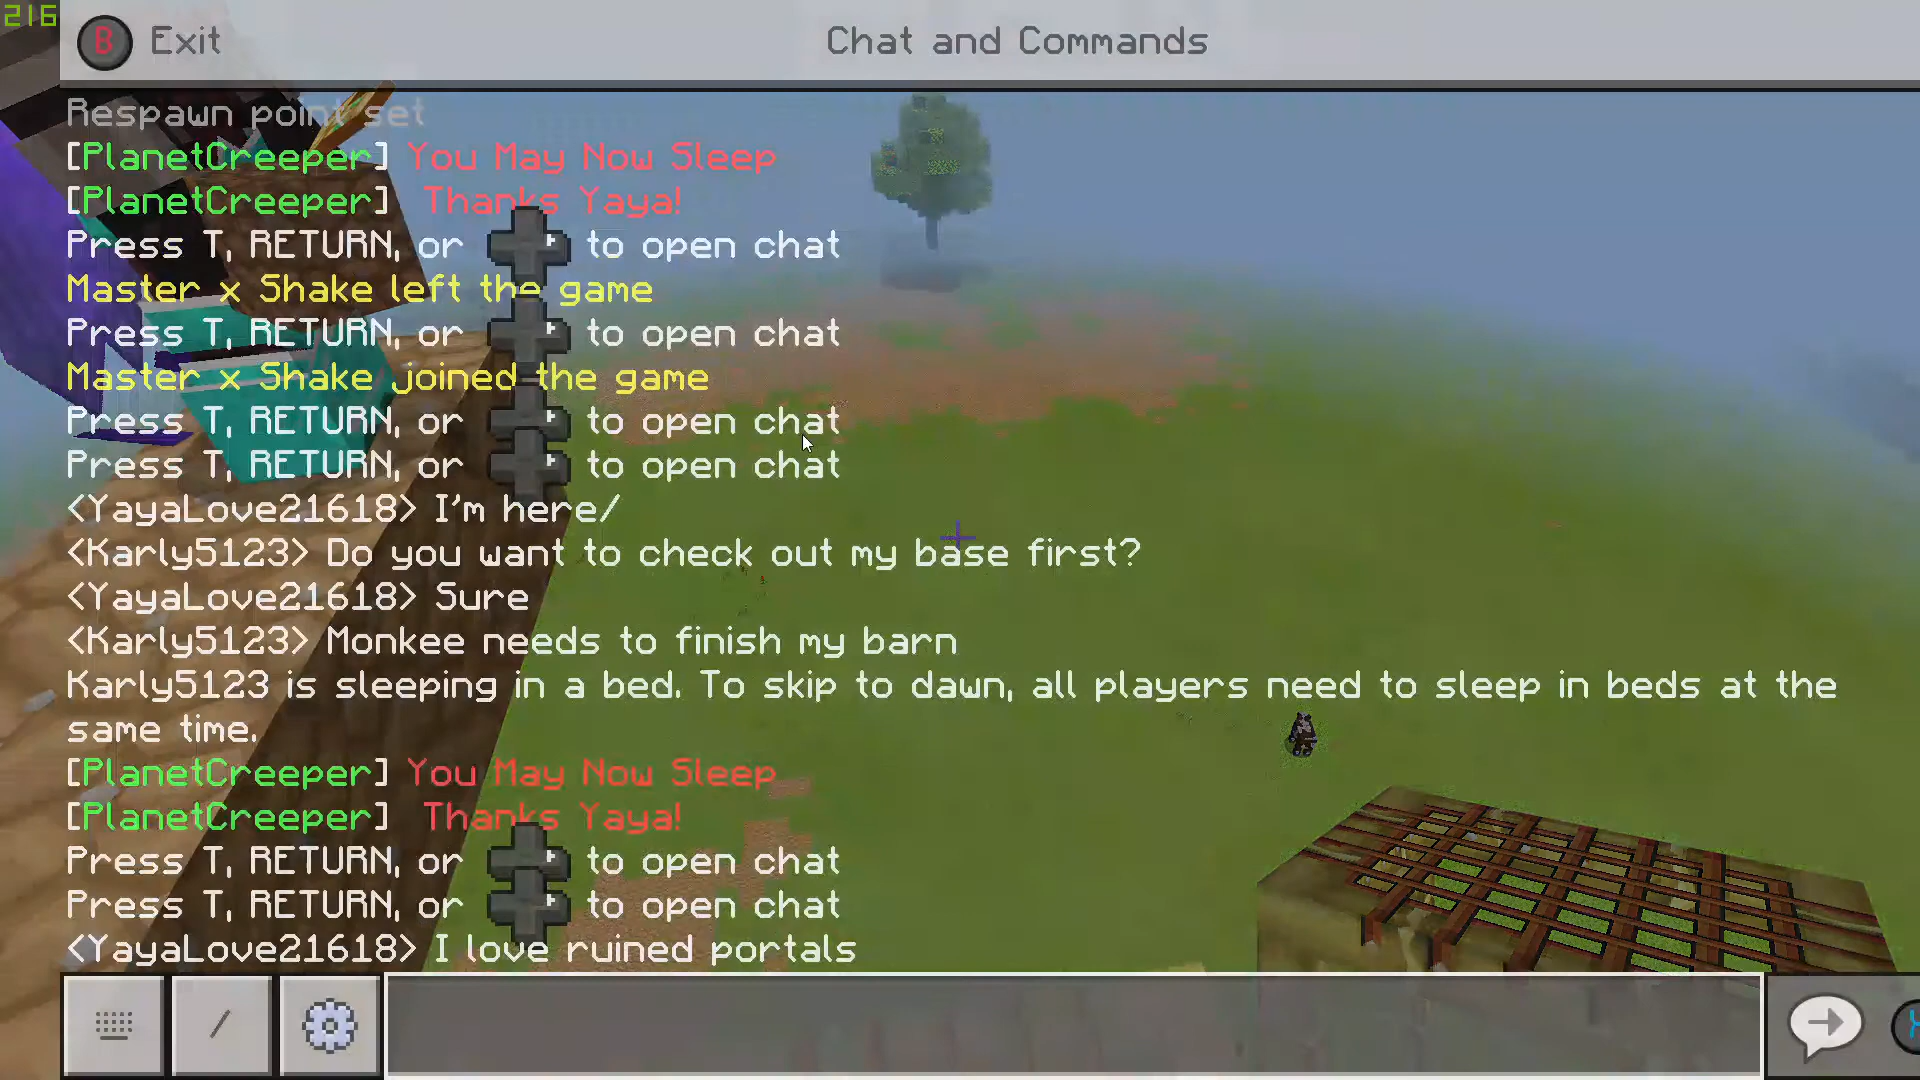 216
B Exit
Chat and Commands
Respawn point set
[PlanetCreeper] You May Now Sleep
[PlanetCreeper] Thanks Yaya!
Press T, RETURN, or to open chat
Master x Shake left the game
Press T, RETURN, or to open chat
Master x Shake joined the game
Press T, RETURN, or to open chat
Press T, RETURN, or to open chat
<YayaLove21618> I'm here/
<Karly5123> Do you want to check out my base first?
<YayaLove21618> Sure
<Karly5123> Monkee needs to finish my barn
Karly5123 is sleeping in a bed. To skip to dawn, all players need to sleep in beds at the
same time.
[PlanetCreeper] You May Now Sleep
[PlanetCreeper] Thanks Yaya!
Press T, RETURN, or to open chat
Press T, RETURN, or to open chat
<YayaLove21618> I love ruined portals
/